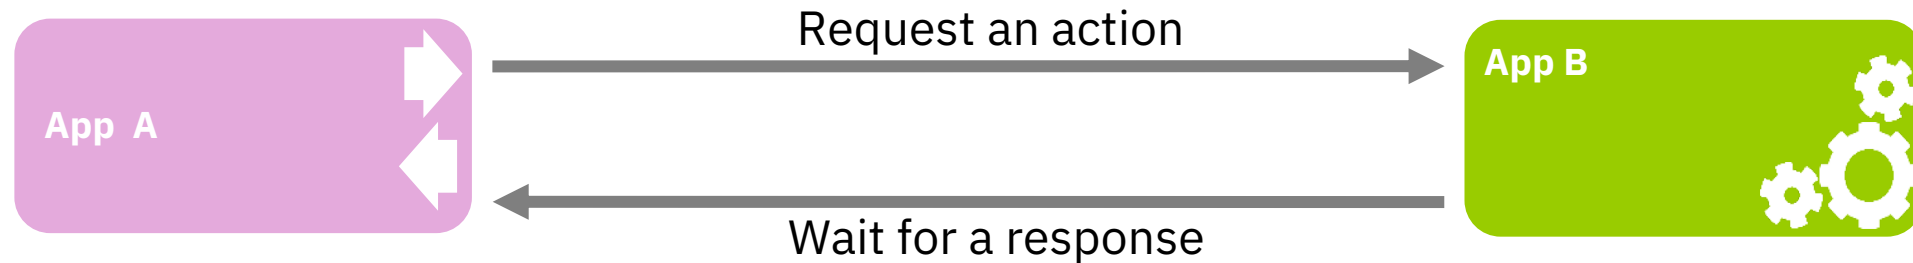 Request an action
App B
App A
Wait for a response